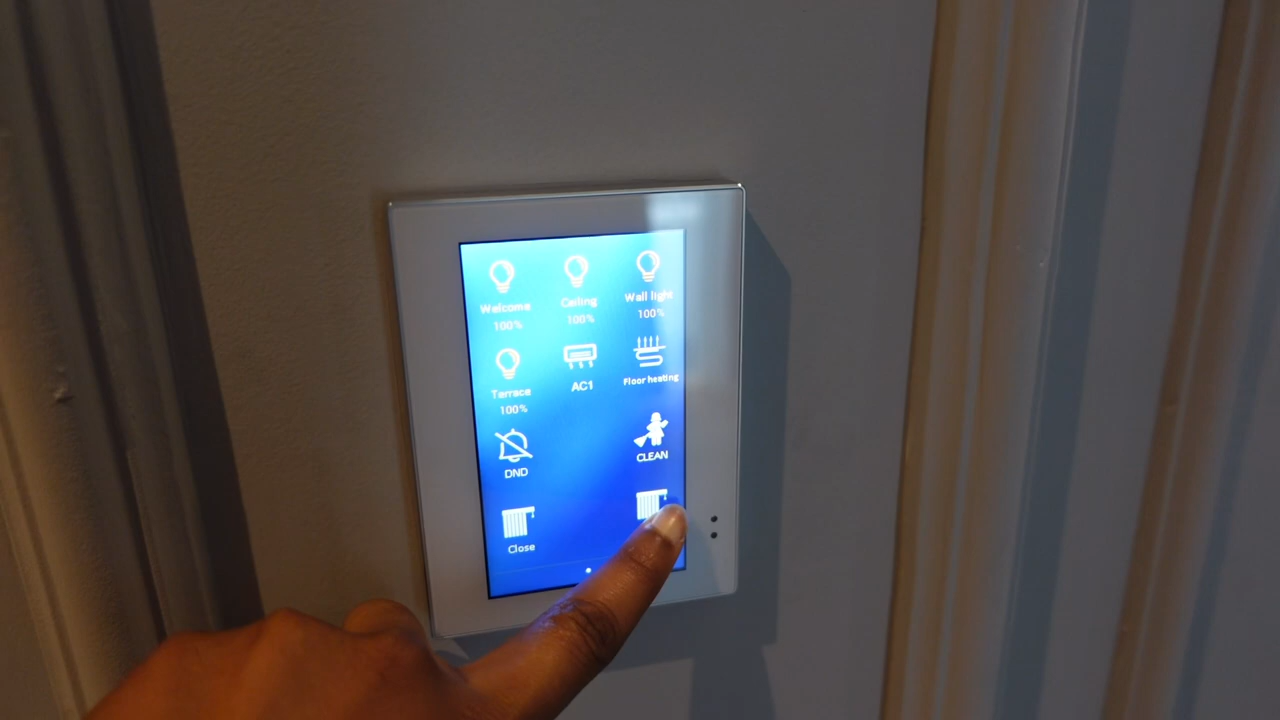 Welcome Ceiling Wall light
100% 100% 100%
Terrace AC1 Floor heating
100%
DND CLEAN
Close